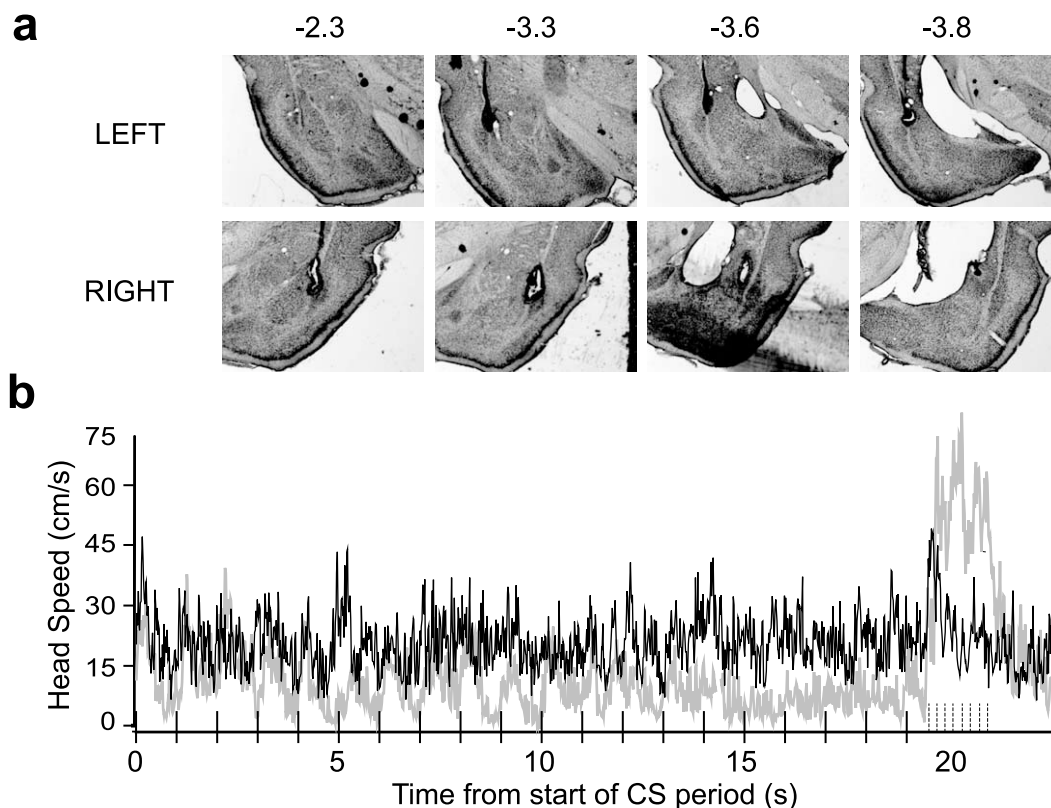 a
-2.3 -3.3 -3.6 -3.8
LEFT
RIGHT
b
75
60
45
30
15
0
Head Speed (cm/s)
0 5 10 15 20
Time from start of CS period (s)